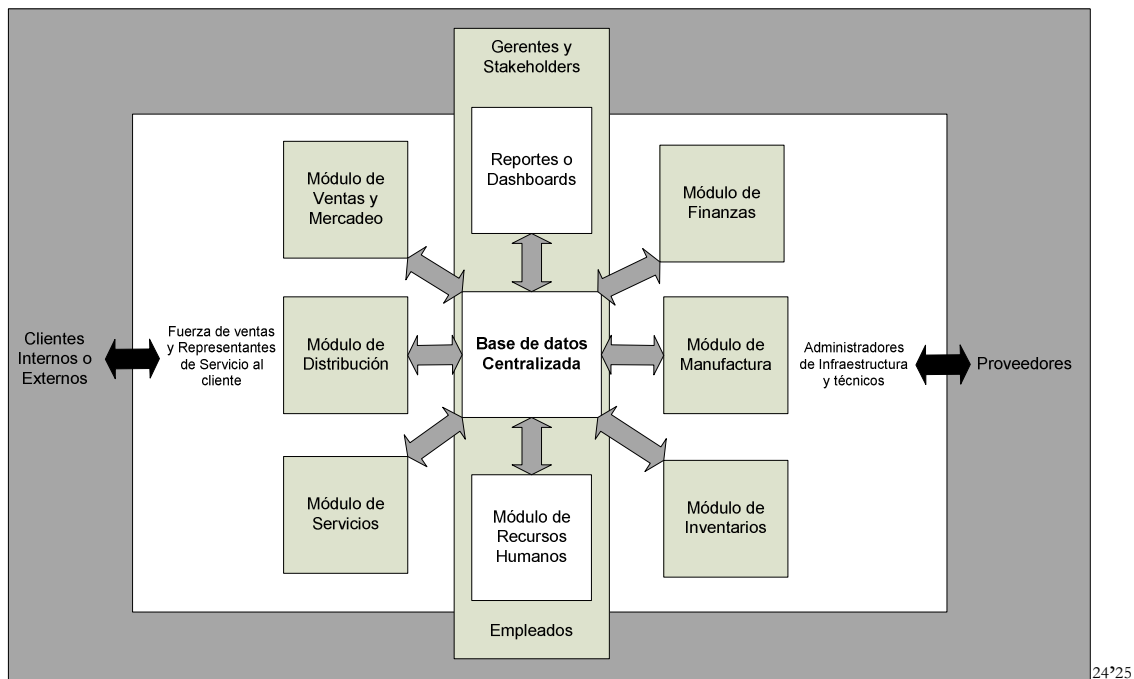 Gerentes y
Stakeholders
Reportes o
Dashboards
Módulo de
Ventas y
Mercadeo
Módulo de
Finanzas
Clientes
Internos o
Externos
Fuerza de ventas
y Representantes
de Servicio al
cliente
Módulo de
Distribución
Base de datos
Centralizada
Módulo de
Manufactura
Administradores
de Infraestructura
y técnicos
Proveedores
Módulo de
Servicios
Módulo de
Recursos
Humanos
Módulo de
Inventarios
Empleados
24’25